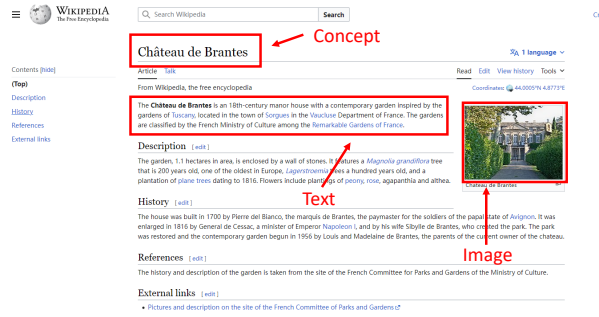 WIKIPEDIA
The Free Encyclopedia
Search Wikipedia Search
Concept
Château de Brantes
1 language
Contents [hide]
Article Talk
Read Edit View history Tools
(Top)
From Wikipedia, the free encyclopedia
Coordinates: 44.0005°N 4.8773°E
Description
History
References
External links
The Château de Brantes is an 18th-century manor house with a contemporary garden inspired by the
gardens of Tuscany, located in the town of Sorgues in the Vaucluse Department of France. The gardens
are classified by the French Ministry of Culture among the Remarkable Gardens of France.
Description [edit]
The garden, 1.1 hectares in area, is enclosed by a wall of stones. It features a Magnolia grandiflora tree
that is 200 years old, one of the oldest in Europe, Lagerstroemia trees a hundred years old, and a
plantation of plane trees dating to 1816. Flowers include plantings of peony, rose, agapanthia and althea.
Château de Brantes
Text
History [edit]
The house was built in 1700 by Pierre del Bianco, the marquis de Brantes, the paymaster for the soldiers of the papal state of Avignon. It was
enlarged in 1816 by General de Cessac, a minister of Emperor Napoleon I, and by his wife Sibylle de Brantes, who created the park. The park
was restored and the contemporary garden begun in 1956 by Louis and Madelaine de Brantes, the parents of the current owner of the chateau.
Image
References [edit]
The history and description of the garden is taken from the site of the French Committee for Parks and Gardens of the Ministry of Culture.
External links [edit]
• Pictures and description on the site of the French Committee of Parks and Gardens